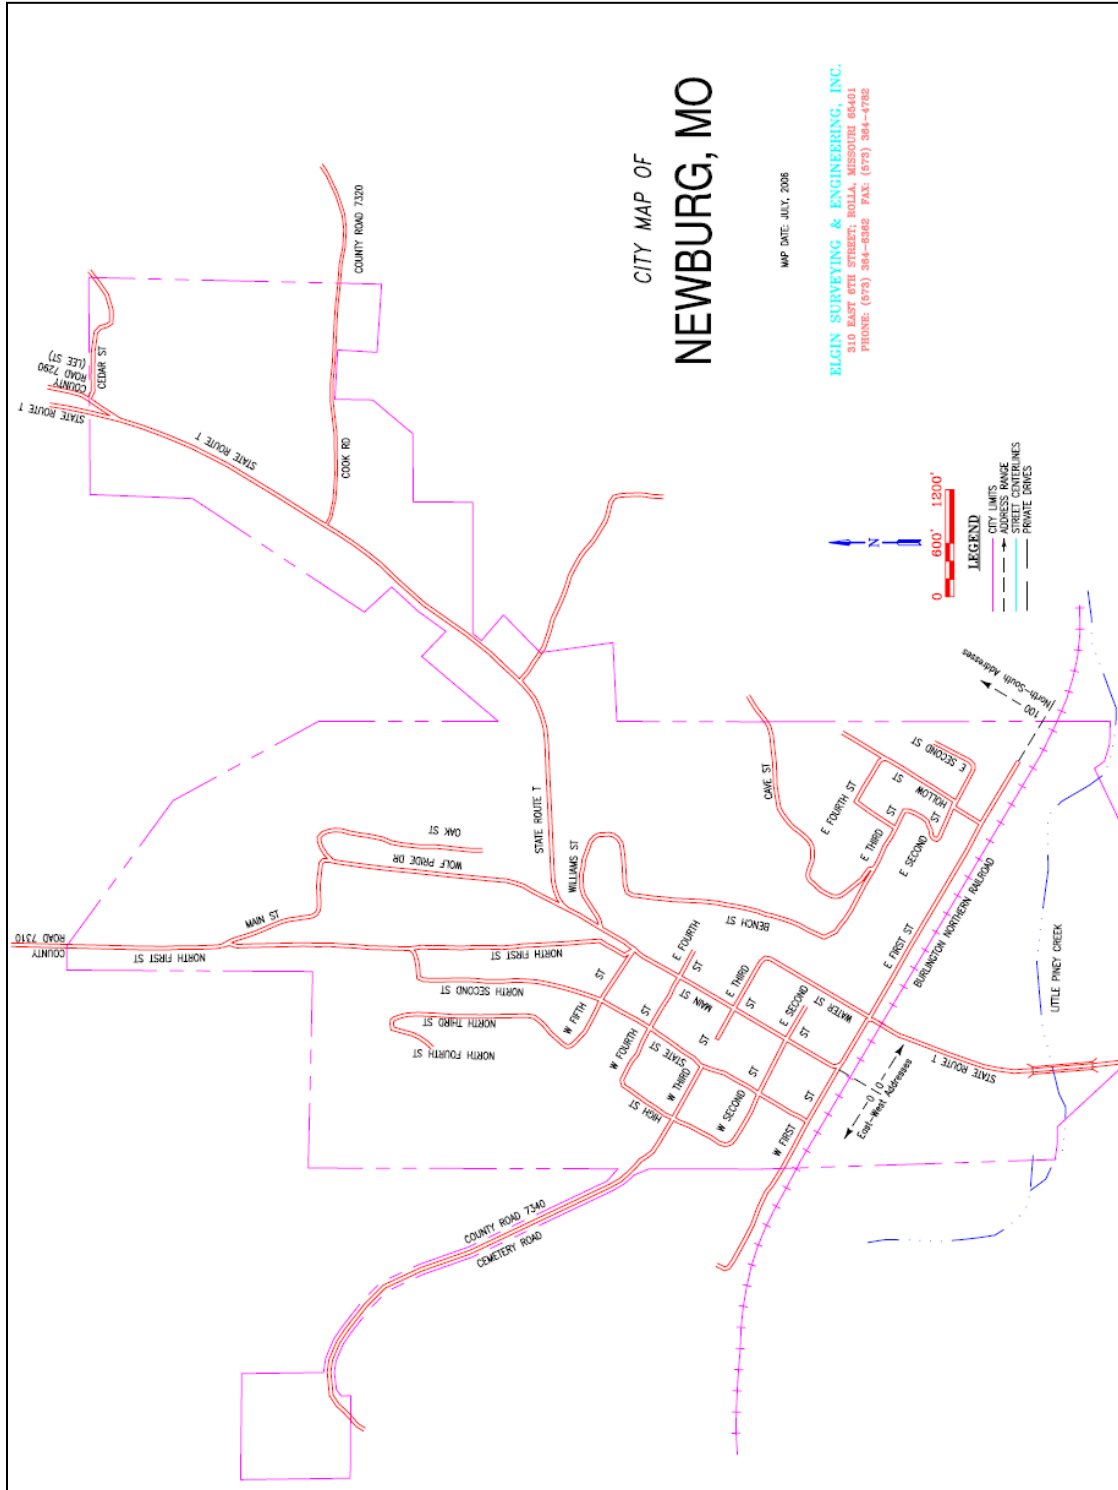 CITY MAP OF
NEWBURG, MO
MAP DATE: JULY, 2006
ELGIN SURVEYING & ENGINEERING, INC.
310 EAST 6TH STREET; ROLLA, MISSOURI 65401
PHONE: (573) 364-6362 FAX: (573) 364-4782
N
0 600' 1200'
LEGEND
CITY LIMITS
ADDRESS RANGE
STREET CENTERLINES
PRIVATE DRIVES
COUNTY ROAD 7320
COOK RD
CEDAR ST
COUNTY
ROAD 7290
(LEE ST)
STATE ROUTE T
STATE ROUTE T
STATE ROUTE T
OAK ST
WOLF PRIDE DR
MAIN ST
COUNTY
ROAD 7310
NORTH FIRST ST
NORTH FIRST ST
NORTH SECOND ST
NORTH THIRD ST
NORTH FOURTH ST
WILLIAMS ST
BENCH ST
CAVE ST
E FOURTH ST
E THIRD ST
E SECOND ST
HOLLOW ST
E SECOND ST
E FIRST ST
BURLINGTON NORTHERN RAILROAD
LITTLE PINEY CREEK
100
North-South Addresses
E FOURTH ST
E THIRD ST
E SECOND ST
MAIN ST
WATER ST
W FIFTH ST
W FOURTH ST
STATE ST
W THIRD ST
W SECOND ST
W FIRST ST
HIGH ST
STATE ROUTE T
0 0
East-West Addresses
COUNTY ROAD 7340
CEMETERY ROAD